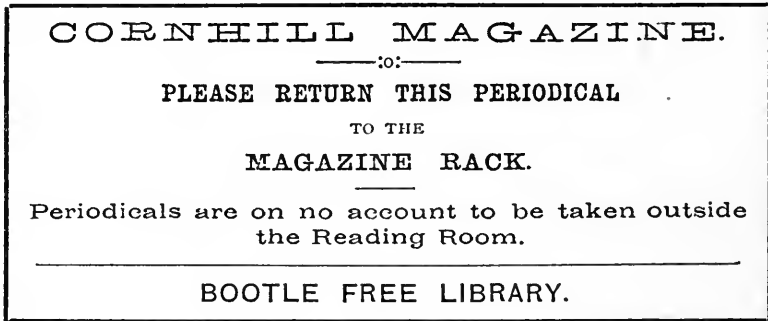 CORNHILL MAGAZINE.
:o:
PLEASE RETURN THIS PERIODICAL
TO THE
MAGAZINE RACK.
Periodicals are on no account to be taken outside
the Reading Room.
BOOTLE FREE LIBRARY.